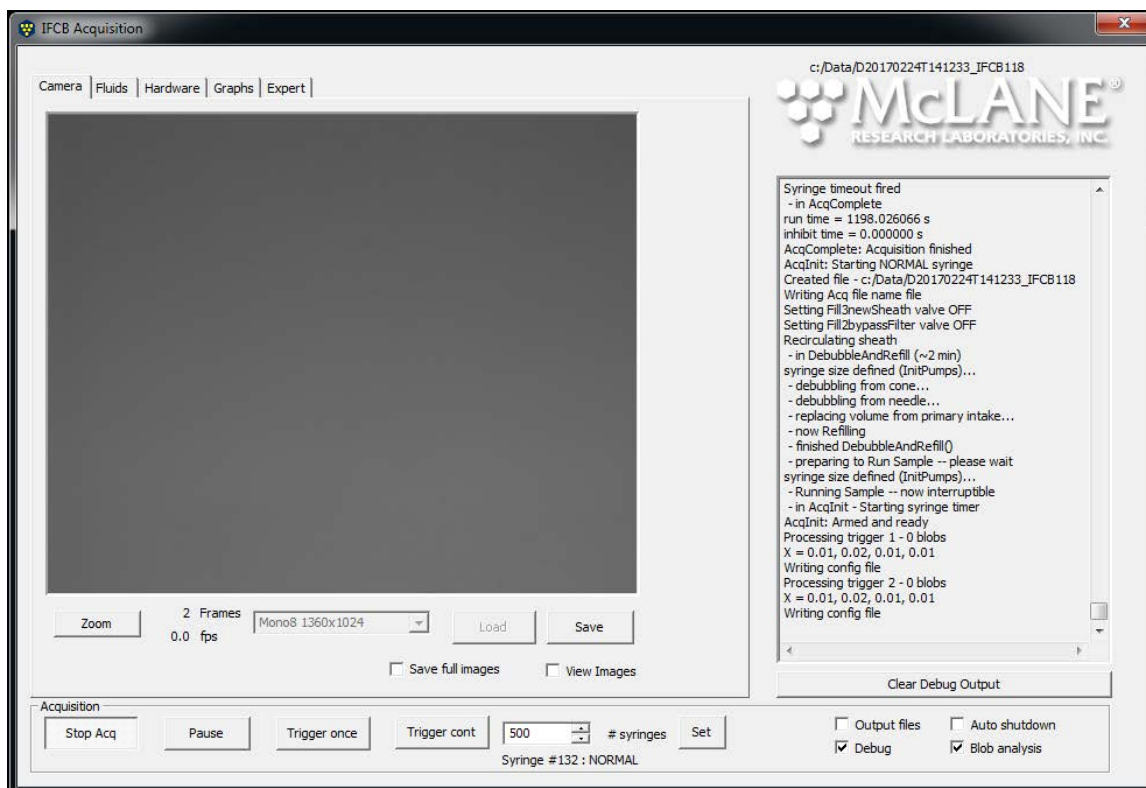 IFCB Acquisition
c:/Data/D20170224T141233_IFCB118
Camera Fluids Hardware Graphs Expert
McLANE®
RESEARCH LABORATORIES, INC.
Syringe timeout fired
- in AcqComplete
run time = 1198.026066 s
inhibit time = 0.000000 s
AcqComplete: Acquisition finished
AcqInit: Starting NORMAL syringe
Created file - c:/Data/D20170224T141233_IFCB118
Writing Acq file name file
Setting Fill3newSheath valve OFF
Setting Fill2bypassFilter valve OFF
Recirculating sheath
- in DebubbleAndRefill (~2 min)
syringe size defined (InitPumps)...
- debubbling from cone...
- debubbling from needle...
- replacing volume from primary intake...
- now Refilling
- finished DebubbleAndRefill()
- preparing to Run Sample -- please wait
syringe size defined (InitPumps)...
- Running Sample -- now interruptible
- in AcqInit - Starting syringe timer
AcqInit: Armed and ready
Processing trigger 1 - 0 blobs
X = 0.01, 0.02, 0.01, 0.01
Writing config file
Processing trigger 2 - 0 blobs
X = 0.01, 0.02, 0.01, 0.01
Writing config file
Zoom
2 Frames
0.0 fps
Mono8 1360x1024
Load
Save
Save full images
View Images
Clear Debug Output
Acquisition
Stop Acq
Pause
Trigger once
Trigger cont
500
# syringes
Set
Syringe #132 : NORMAL
Output files
Auto shutdown
Debug
Blob analysis